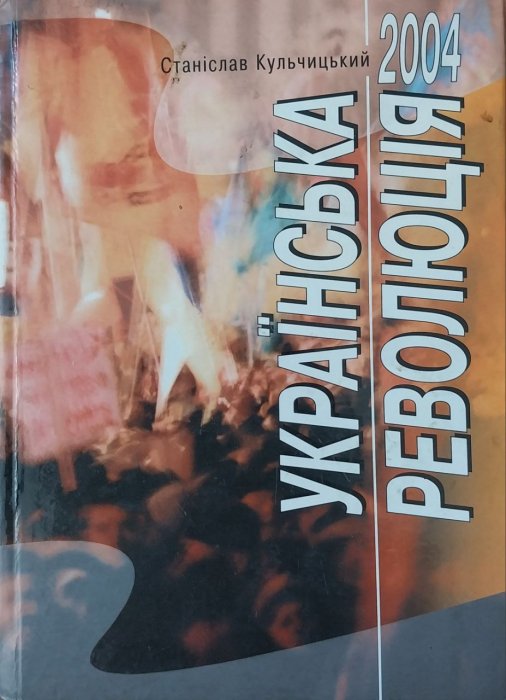 Станіслав Кульчицький
УКРАЇНСЬКА
РЕВОЛЮЦІЯ
2004